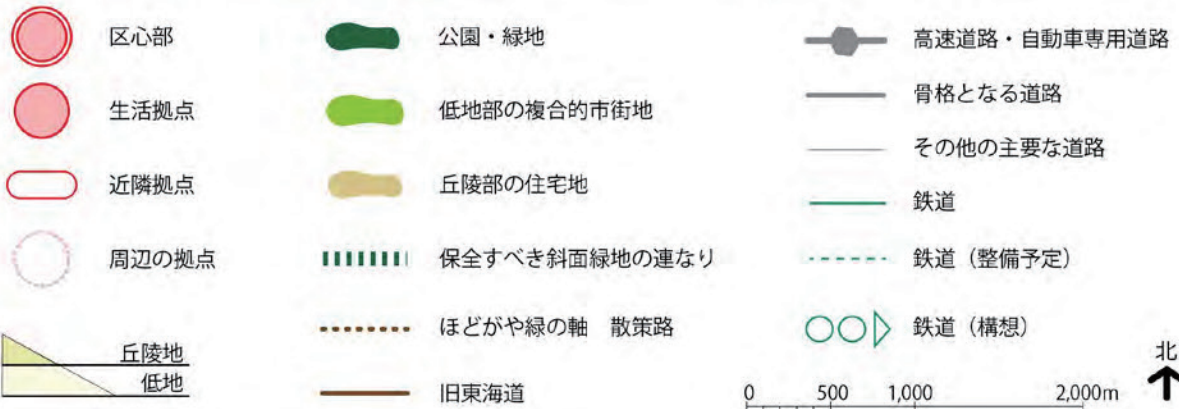 区心部
生活拠点
近隣拠点
周辺の拠点
丘陵地
低地
公園・緑地
低地部の複合的市街地
丘陵部の住宅地
保全すべき斜面緑地の連なり
ほどがや緑の軸 散策路
旧東海道
高速道路・自動車専用道路
骨格となる道路
その他の主要な道路
鉄道
鉄道（整備予定）
鉄道（構想）
北
0 500 1,000 2,000m